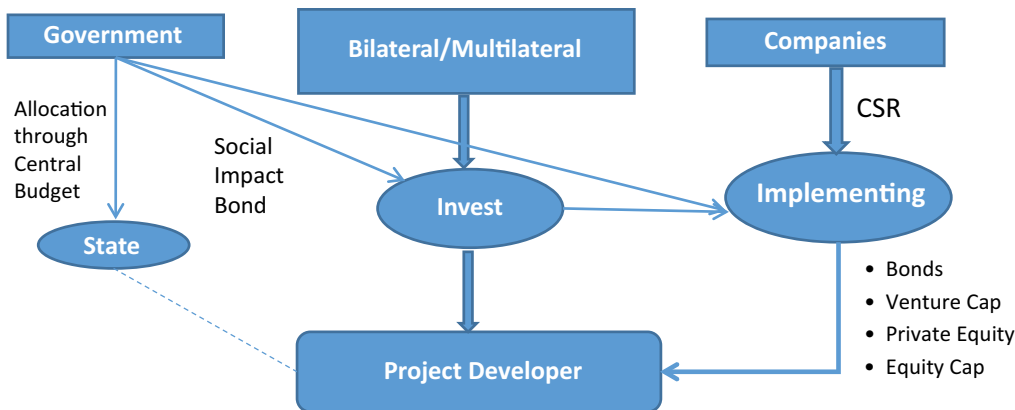 Government
Bilateral/Multilateral
Companies
Allocation
through
Central
Budget
Social
Impact
Bond
CSR
State
Invest
Implementing
• Bonds
• Venture Cap
• Private Equity
• Equity Cap
Project Developer